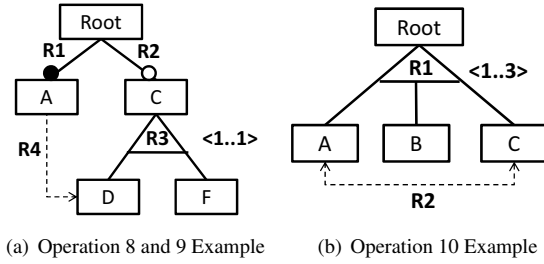 Root
R1 R2
A C
R4 R3 <1..1>
D F
(a) Operation 8 and 9 Example
Root
R1 <1..3>
A B C
R2
(b) Operation 10 Example